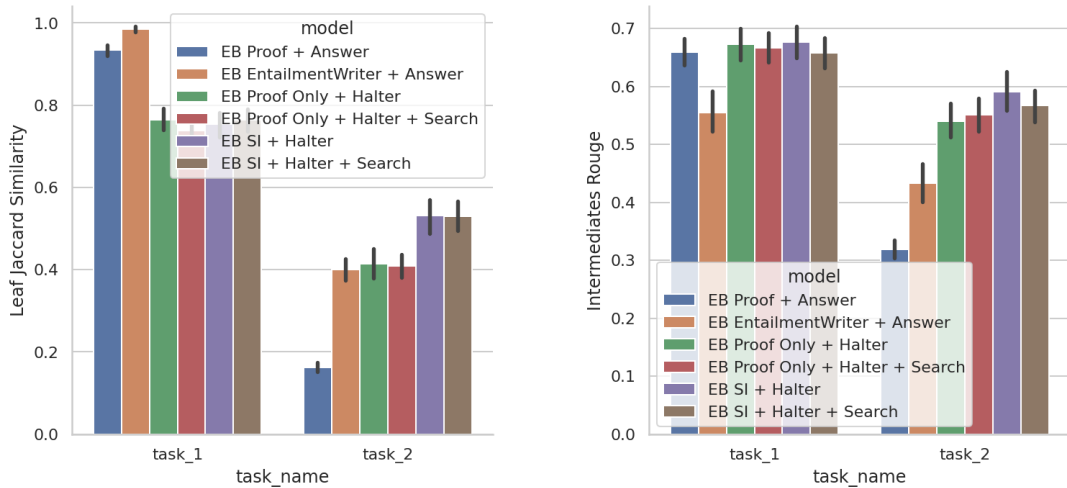 Leaf Jaccard Similarity
1.0
0.8
0.6
0.4
0.2
0.0
model
EB Proof + Answer
EB EntailmentWriter + Answer
EB Proof Only + Halter
EB Proof Only + Halter + Search
EB SI + Halter
EB SI + Halter + Search
task_1
task_2
task_name
Intermediates Rouge
0.7
0.6
0.5
0.4
0.3
0.2
0.1
0.0
model
EB Proof + Answer
EB EntailmentWriter + Answer
EB Proof Only + Halter
EB Proof Only + Halter + Search
EB SI + Halter
EB SI + Halter + Search
task_1
task_2
task_name